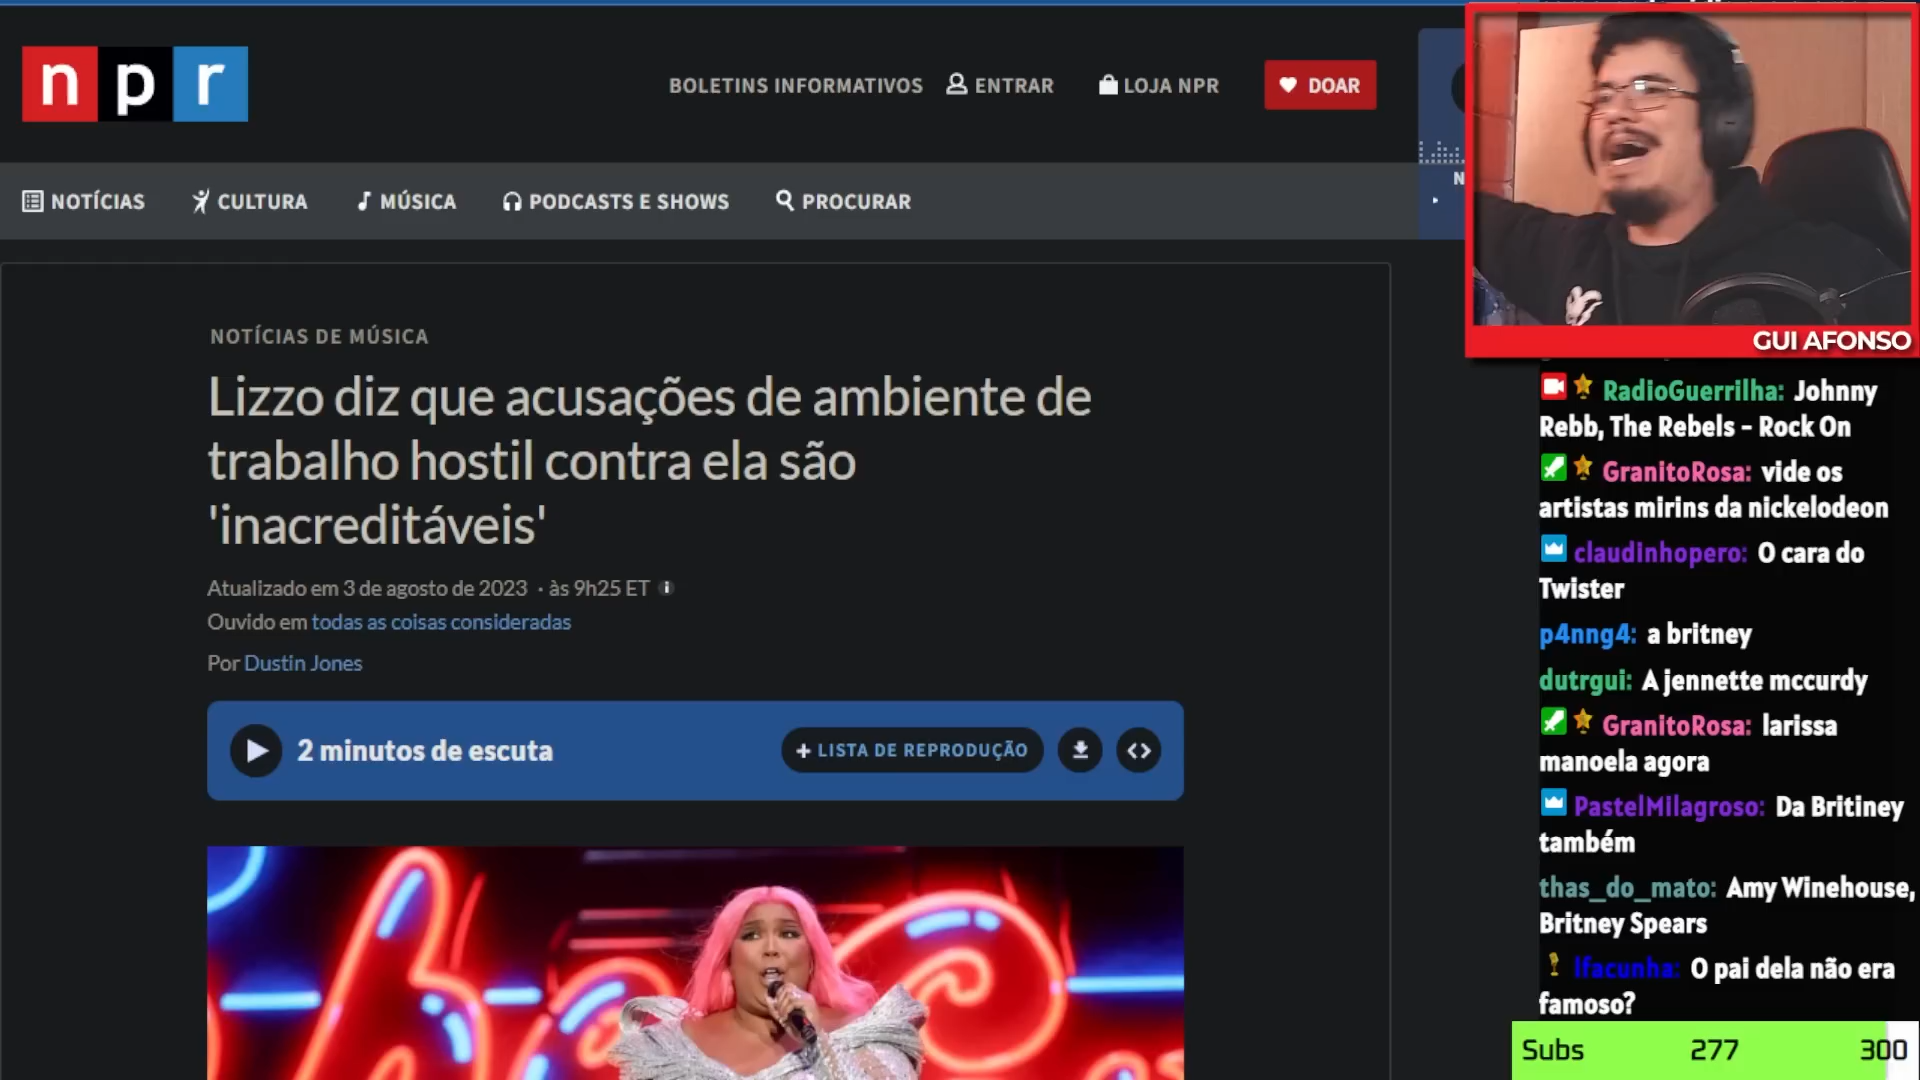 npr
BOLETINS INFORMATIVOS
ENTRAR
LOJA NPR
DOAR
NOTÍCIAS
CULTURA
MÚSICA
PODCASTS E SHOWS
PROCURAR
N
NOTÍCIAS DE MÚSICA
Lizzo diz que acusações de ambiente de
trabalho hostil contra ela são
'inacreditáveis'
Atualizado em 3 de agosto de 2023 · às 9h25 ET
Ouvido em todas as coisas consideradas
Por Dustin Jones
2 minutos de escuta
+ LISTA DE REPRODUÇÃO
GUI AFONSO
RadioGuerrilha: Johnny
Rebb, The Rebels - Rock On
GranitoRosa: vide os
artistas mirins da nickelodeon
claudinhopero: O cara do
Twister
p4nng4: a britney
dutrgui: A jennette mccurdy
GranitoRosa: larissa
manoela agora
PastelMilagroso: Da Britiney
também
thas_do_mato: Amy Winehouse,
Britney Spears
lfacunha: O pai dela não era
famoso?
Subs 277 300